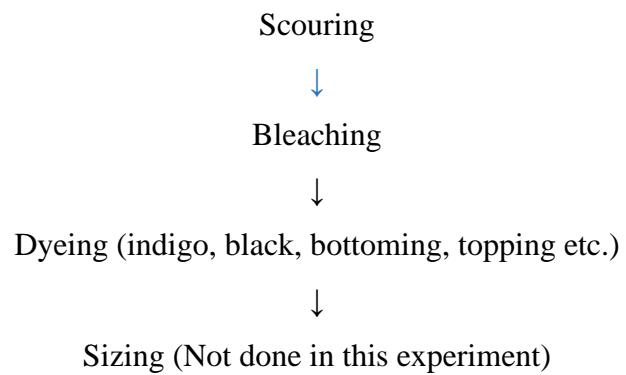 Scouring
↓
Bleaching
↓
Dyeing (indigo, black, bottoming, topping etc.)
↓
Sizing (Not done in this experiment)